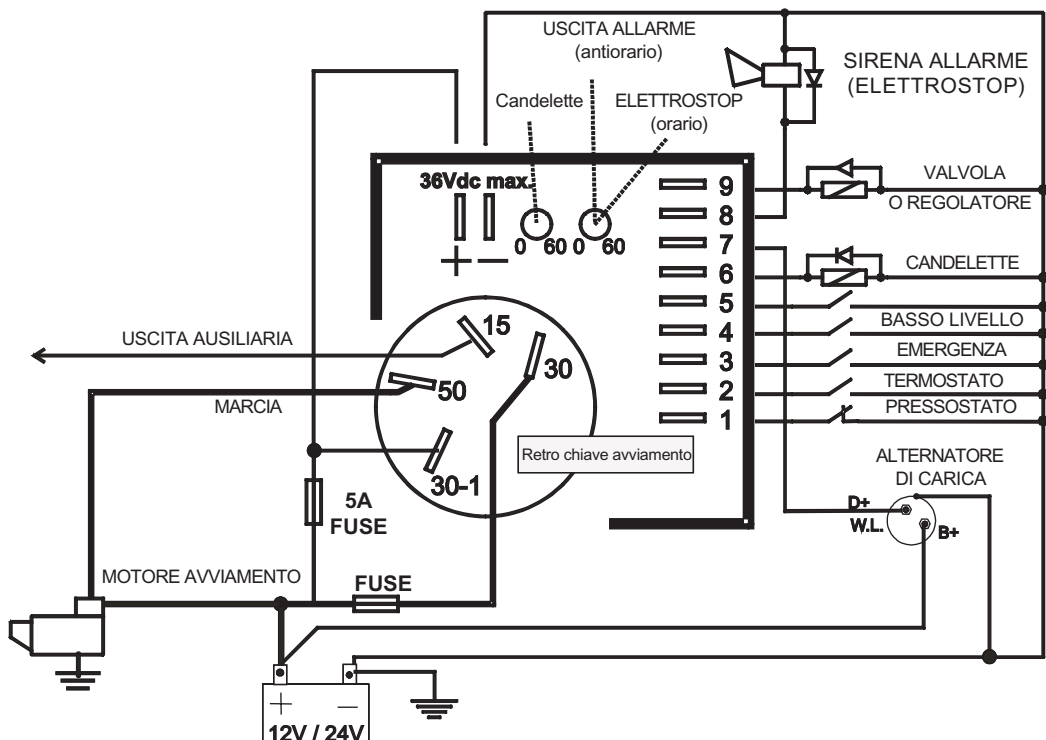 USCITA ALLARME
(antiorario)
SIRENA ALLARME
(ELETTROSTOP)
Candelette
ELETTROSTOP
(orario)
36Vdc max.
0 60
0 60
+ −
9
8
7
6
5
4
3
2
1
VALVOLA
O REGOLATORE
CANDELETTE
BASSO LIVELLO
EMERGENZA
TERMOSTATO
PRESSOSTATO
USCITA AUSILIARIA
15
30
50
30-1
MARCIA
Retro chiave avviamento
5A
FUSE
ALTERNATORE
DI CARICA
D+
W.L.
B+
MOTORE AVVIAMENTO
FUSE
+ −
12V / 24V